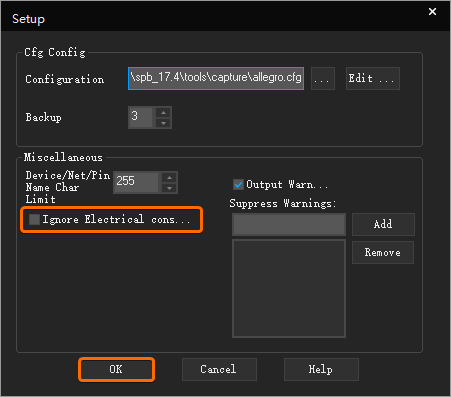 Setup
Cfg Config
Configuration
\spb_17.4\tools\capture\allegro.cfg
...
Edit ...
Backup
3
Miscellaneous
Device/Net/Pin
Name Char
Limit
255
Output Warn...
Ignore Electrical cons...
Suppress Warnings:
Add
Remove
OK
Cancel
Help